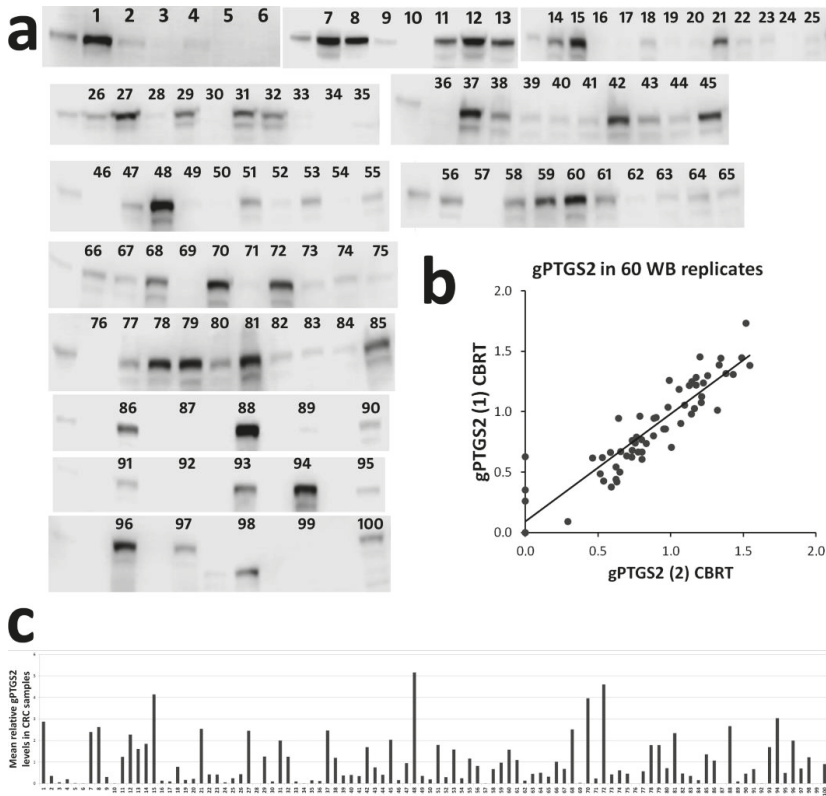 a
1 2 3 4 5 6
7 8 9 10 11 12 13
14 15 16 17 18 19 20 21 22 23 24 25
26 27 28 29 30 31 32 33 34 35
36 37 38 39 40 41 42 43 44 45
46 47 48 49 50 51 52 53 54 55
56 57 58 59 60 61 62 63 64 65
66 67 68 69 70 71 72 73 74 75
76 77 78 79 80 81 82 83 84 85
86 87 88 89 90
91 92 93 94 95
96 97 98 99 100
b
gPTGS2 in 60 WB replicates
gPTGS2 (1) CBRT
2.0
1.5
1.0
0.5
0.0
0.0 0.5 1.0 1.5 2.0
gPTGS2 (2) CBRT
c
Mean relative gPTGS2
levels in CRC samples